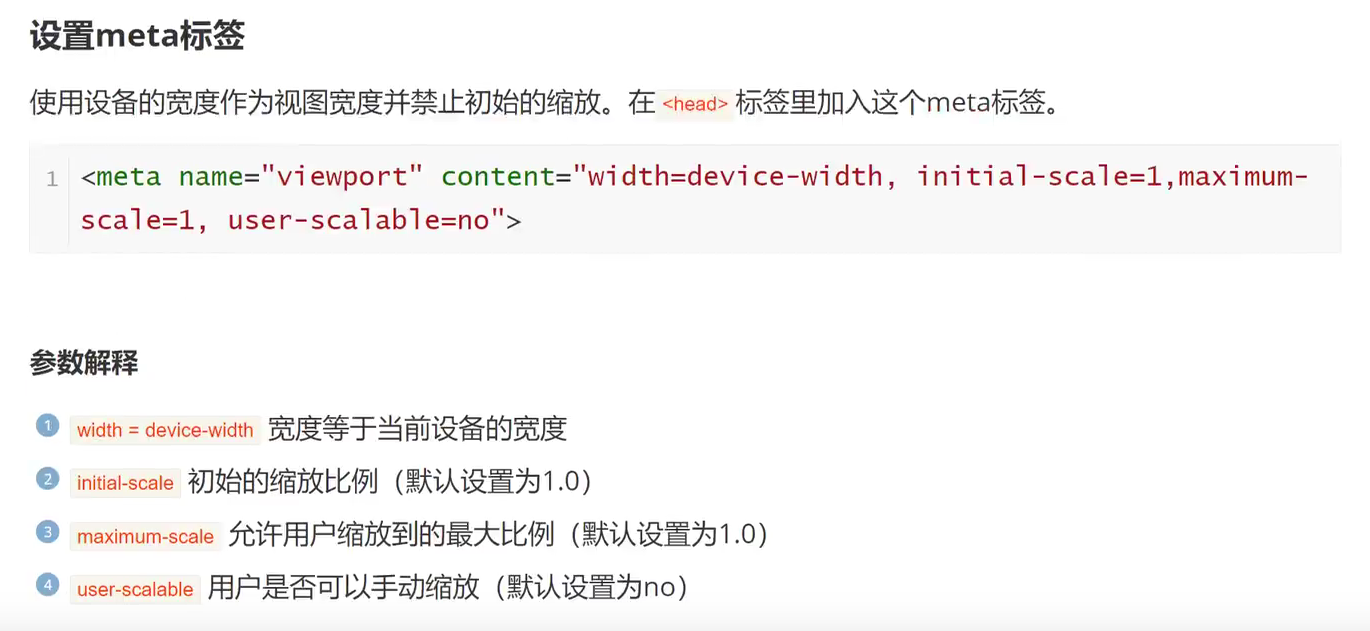 设置meta标签
使用设备的宽度作为视图宽度并禁止初始的缩放。在 <head> 标签里加入这个meta标签。
1 <meta name="viewport" content="width=device-width, initial-scale=1,maximum-
scale=1, user-scalable=no">
参数解释
1 width = device-width 宽度等于当前设备的宽度
2 initial-scale 初始的缩放比例（默认设置为1.0）
3 maximum-scale 允许用户缩放到的最大比例（默认设置为1.0）
4 user-scalable 用户是否可以手动缩放（默认设置为no）